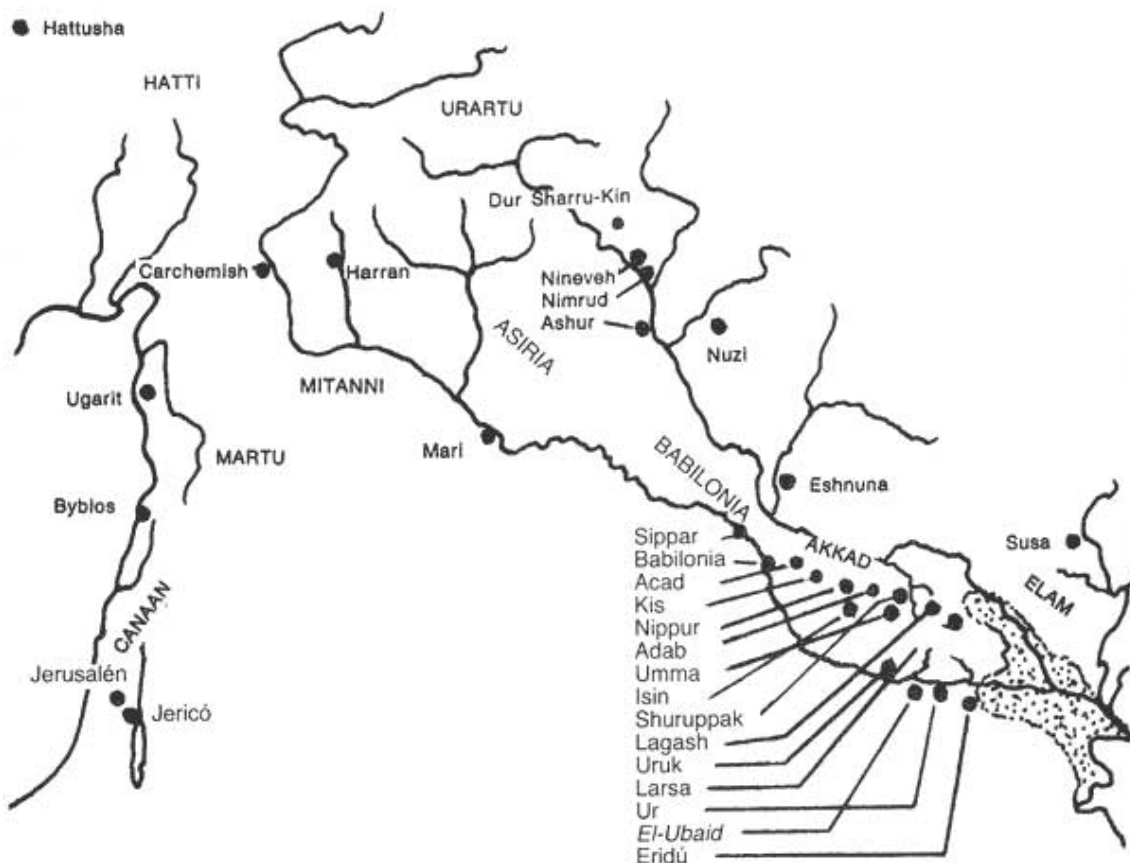 Hattusha
HATTI
URARTU
Dur Sharru-Kin
Carchemish
Harran
Nineveh
Nimrud
Ashur
ASIRIA
Nuzi
MITANNI
Ugarit
MARTU
Mari
BABILONIA
Eshnuna
Byblos
Sippar
AKKAD
Susa
Babilonia
Acad
ELAM
Kis
Nippur
CANAAN
Adab
Umma
Jerusalén
Isin
Jericó
Shuruppak
Lagash
Uruk
Larsa
Ur
El-Ubaid
Eridú